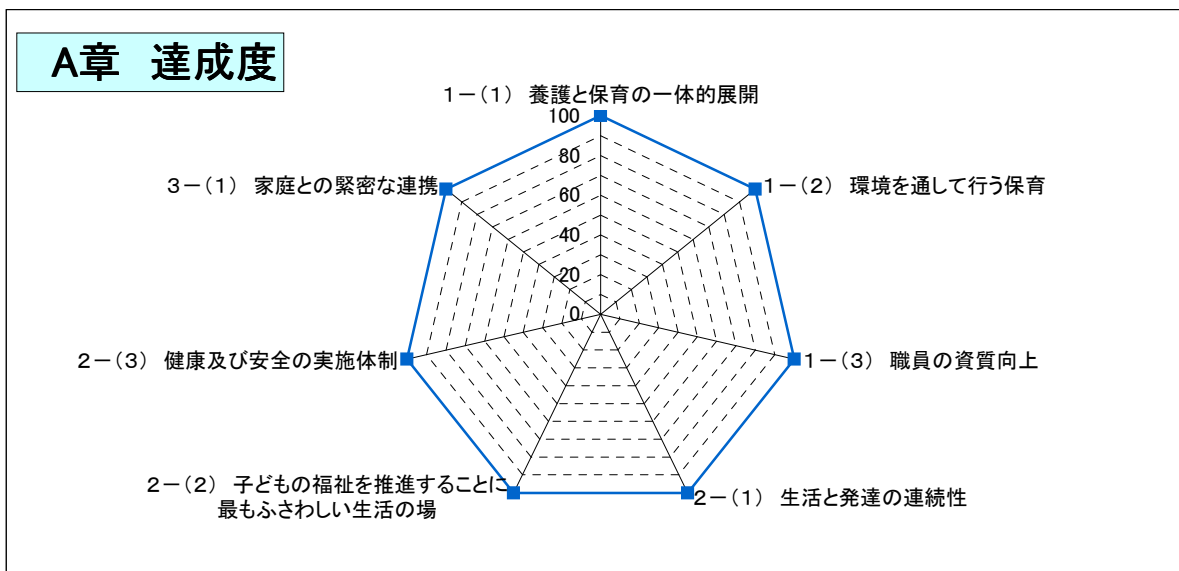 A章 達成度
1－(1) 養護と保育の一体的展開
100
80
60
40
20
0
1－(2) 環境を通して行う保育
1－(3) 職員の資質向上
2－(1) 生活と発達の連続性
2－(2) 子どもの福祉を推進することに
最もふさわしい生活の場
2－(3) 健康及び安全の実施体制
3－(1) 家庭との緊密な連携